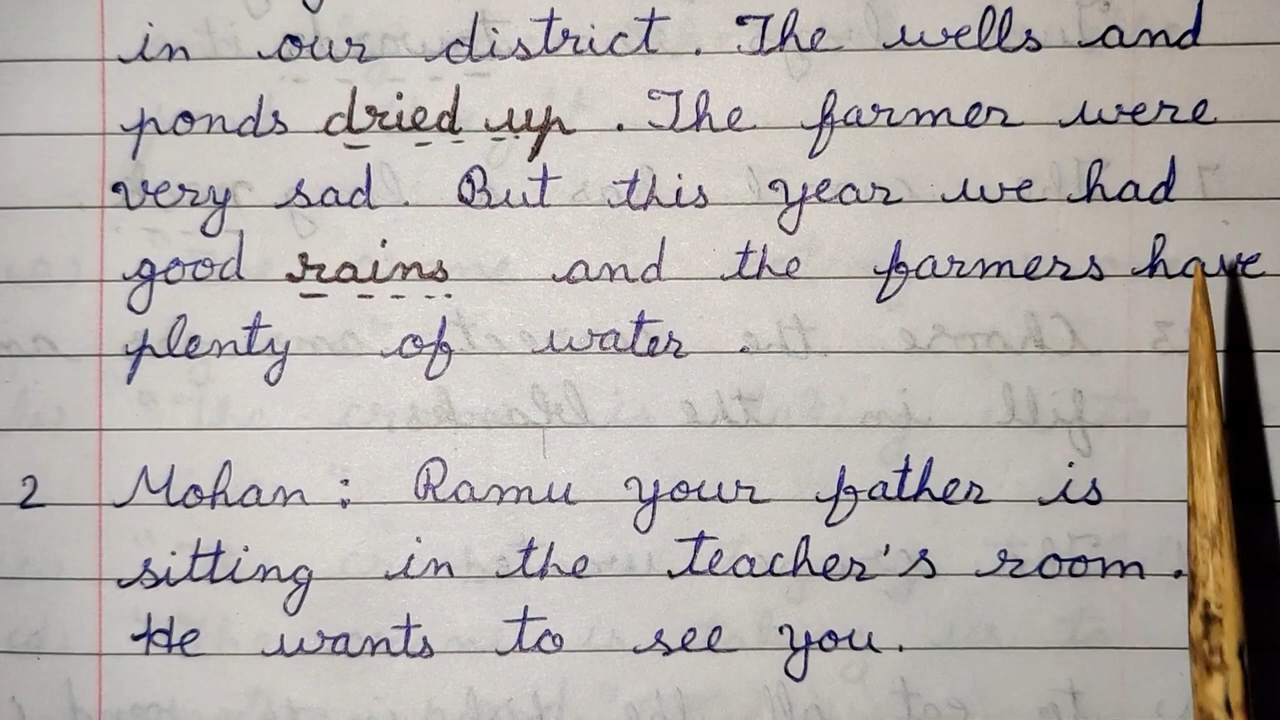 in our district. The wells and
ponds dried up. The farmer were
very sad. But this year we had
good rains and the farmers have
plenty of water.
2 Mohan: Ramu your father is
sitting in the teacher's room.
He wants to see you.